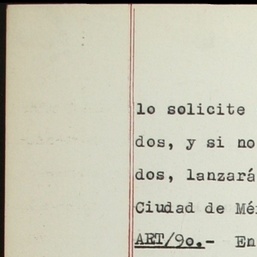 lo solicite
dos, y si no
dos, lanzará
Ciudad de Mé
ART/9o.- En